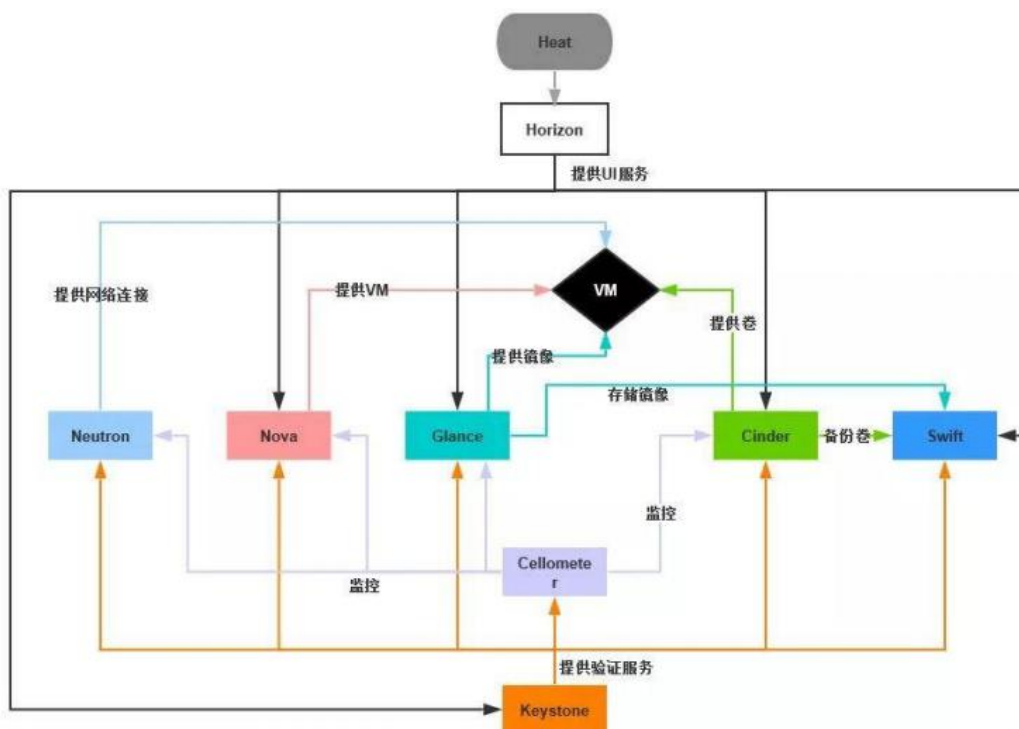 Heat
Horizon
提供UI服务
提供网络连接
提供VM
VM
提供卷
提供镜像
存储镜像
Neutron
Nova
Glance
Cinder
备份卷
Swift
监控
Cellomete
r
监控
提供验证服务
Keystone